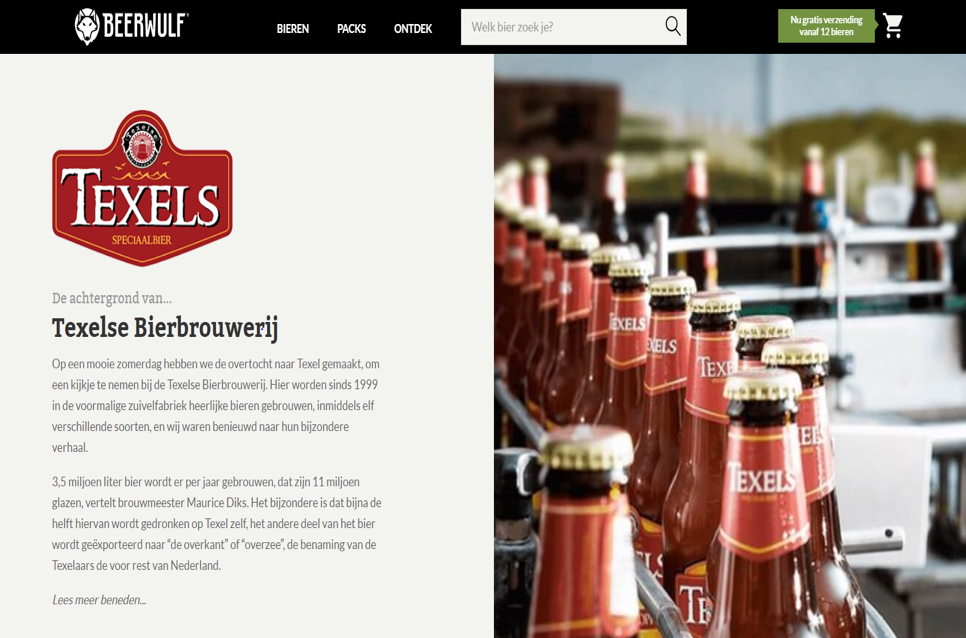 BEERWULF
BIEREN
PACKS
ONTDEK
Welk bier zoek je?
Nu gratis verzending
vanaf 12 bieren
Texelse
TEXELS
SPECIAALBIER
De achtergrond van...
Texelse Bierbrouwerij
Op een mooie zomerdag hebben we de overtocht naar Texel gemaakt, om
een kijkje te nemen bij de Texelse Bierbrouwerij. Hier worden sinds 1999
in de voormalige zuivelfabriek heerlijke bieren gebrouwen, inmiddels elf
verschillende soorten, en wij waren benieuwd naar hun bijzondere
verhaal.
3,5 miljoen liter bier wordt er per jaar gebrouwen, dat zijn 11 miljoen
glazen, vertelt brouwmeester Maurice Diks. Het bijzondere is dat bijna de
helft hiervan wordt gedronken op Texel zelf, het andere deel van het bier
wordt geëxporteerd naar “de overkant” of “overzee”, de benaming van de
Texelaars de voor rest van Nederland.
Lees meer beneden...
TEXELS
TEXELS